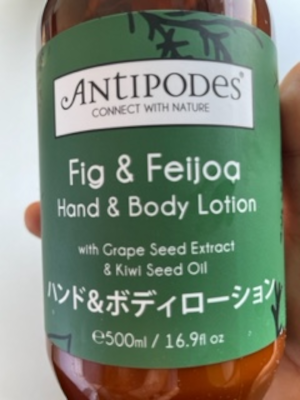 ANTIPODES®
CONNECT WITH NATURE
Fig & Feijoa
Hand & Body Lotion
with Grape Seed Extract
& Kiwi Seed Oil
ハンド&ボディローション
℮500ml / 16.9fl oz